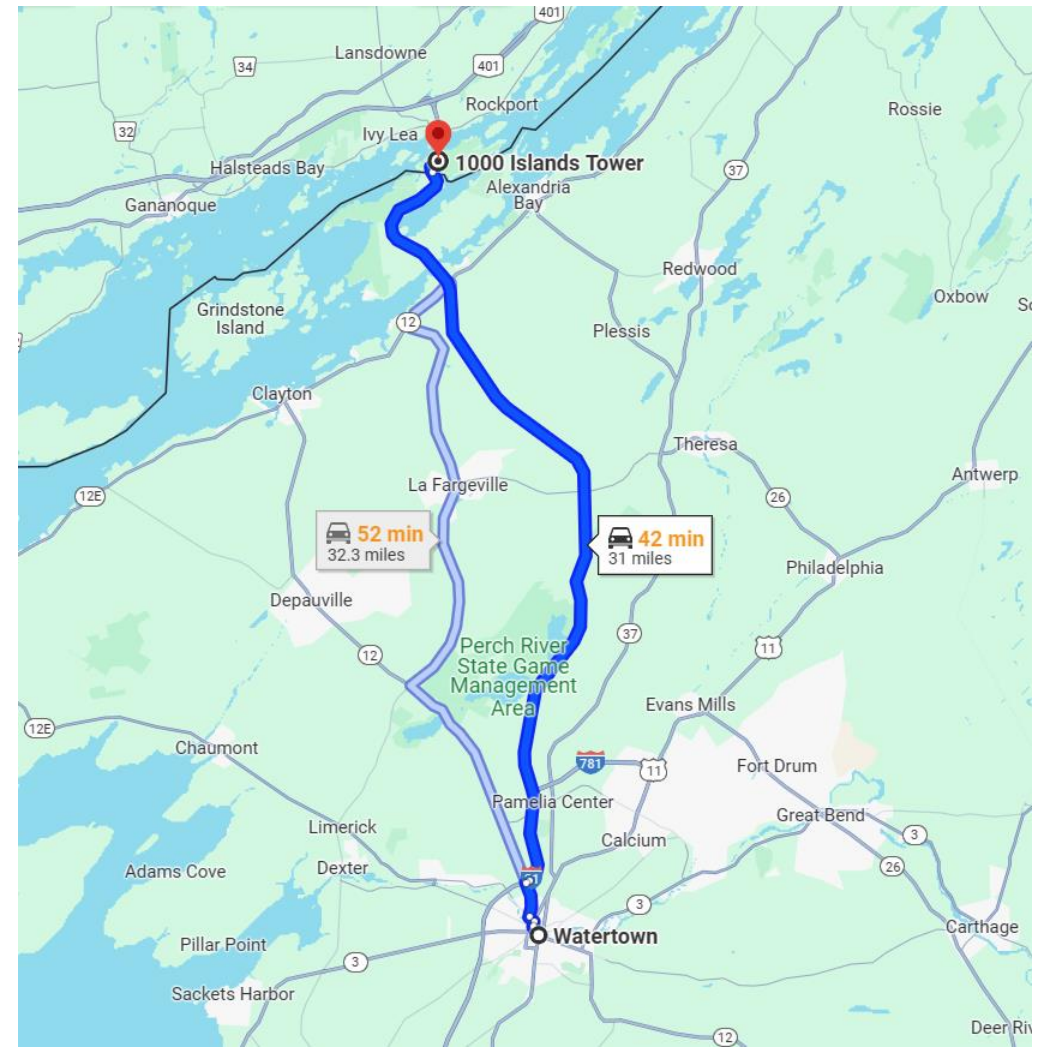 401
Lansdowne
34
401
Rockport
Rossie
32
Ivy Lea
Halsteads Bay
1000 Islands Tower
37
Alexandria
Bay
Gananoque
Redwood
Grindstone
Island
Oxbow
12
Plessis
Clayton
Theresa
La Fargeville
Antwerp
12E
26
52 min
32.3 miles
42 min
31 miles
Philadelphia
Depauville
37
12
Perch River
State Game
Management
Area
11
Evans Mills
12E
Chaumont
781
11
Fort Drum
Pamelia Center
Great Bend
Limerick
Calcium
3
Dexter
Adams Cove
26
3
Watertown
Carthage
Pillar Point
3
Sackets Harbor
12
Deer Riv